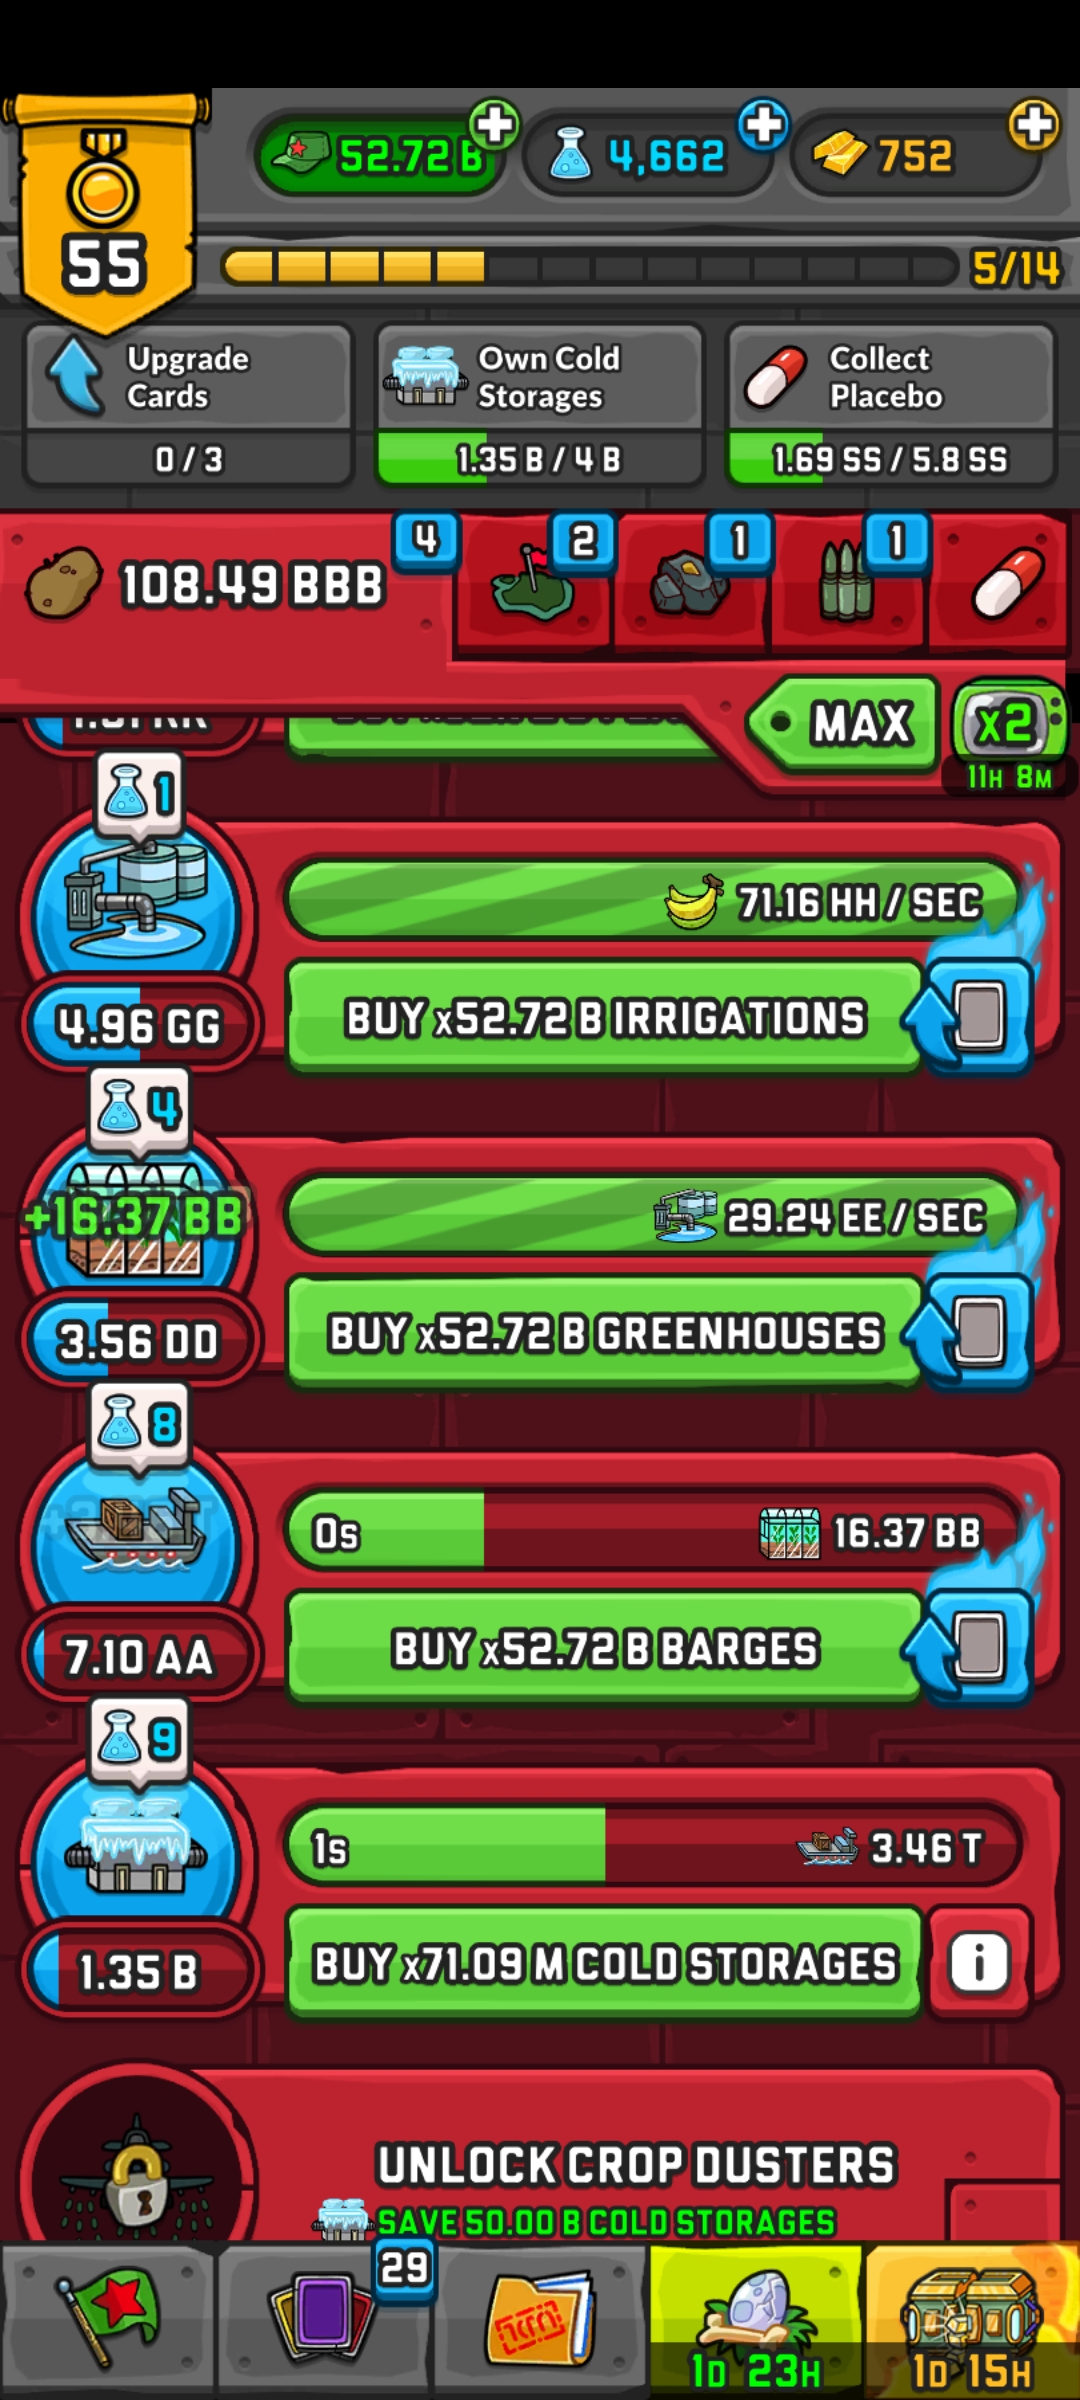 52.72 B
4,662
752
55
5/14
Upgrade
Cards
0 / 3
Own Cold
Storages
1.35 B / 4 B
Collect
Placebo
1.69 SS / 5.8 SS
108.49 BBB
4
2
1
1
MAX
X2
11H 8M
1
71.16 HH / SEC
4.96 GG
BUY x52.72 B IRRIGATIONS
4
+16.37 BB
29.24 EE / SEC
3.56 DD
BUY x52.72 B GREENHOUSES
8
0s
16.37 BB
7.10 AA
BUY x52.72 B BARGES
9
1s
3.46 T
1.35 B
BUY x71.09 M COLD STORAGES
i
UNLOCK CROP DUSTERS
SAVE 50.00 B COLD STORAGES
29
1D 23H
1D 15H